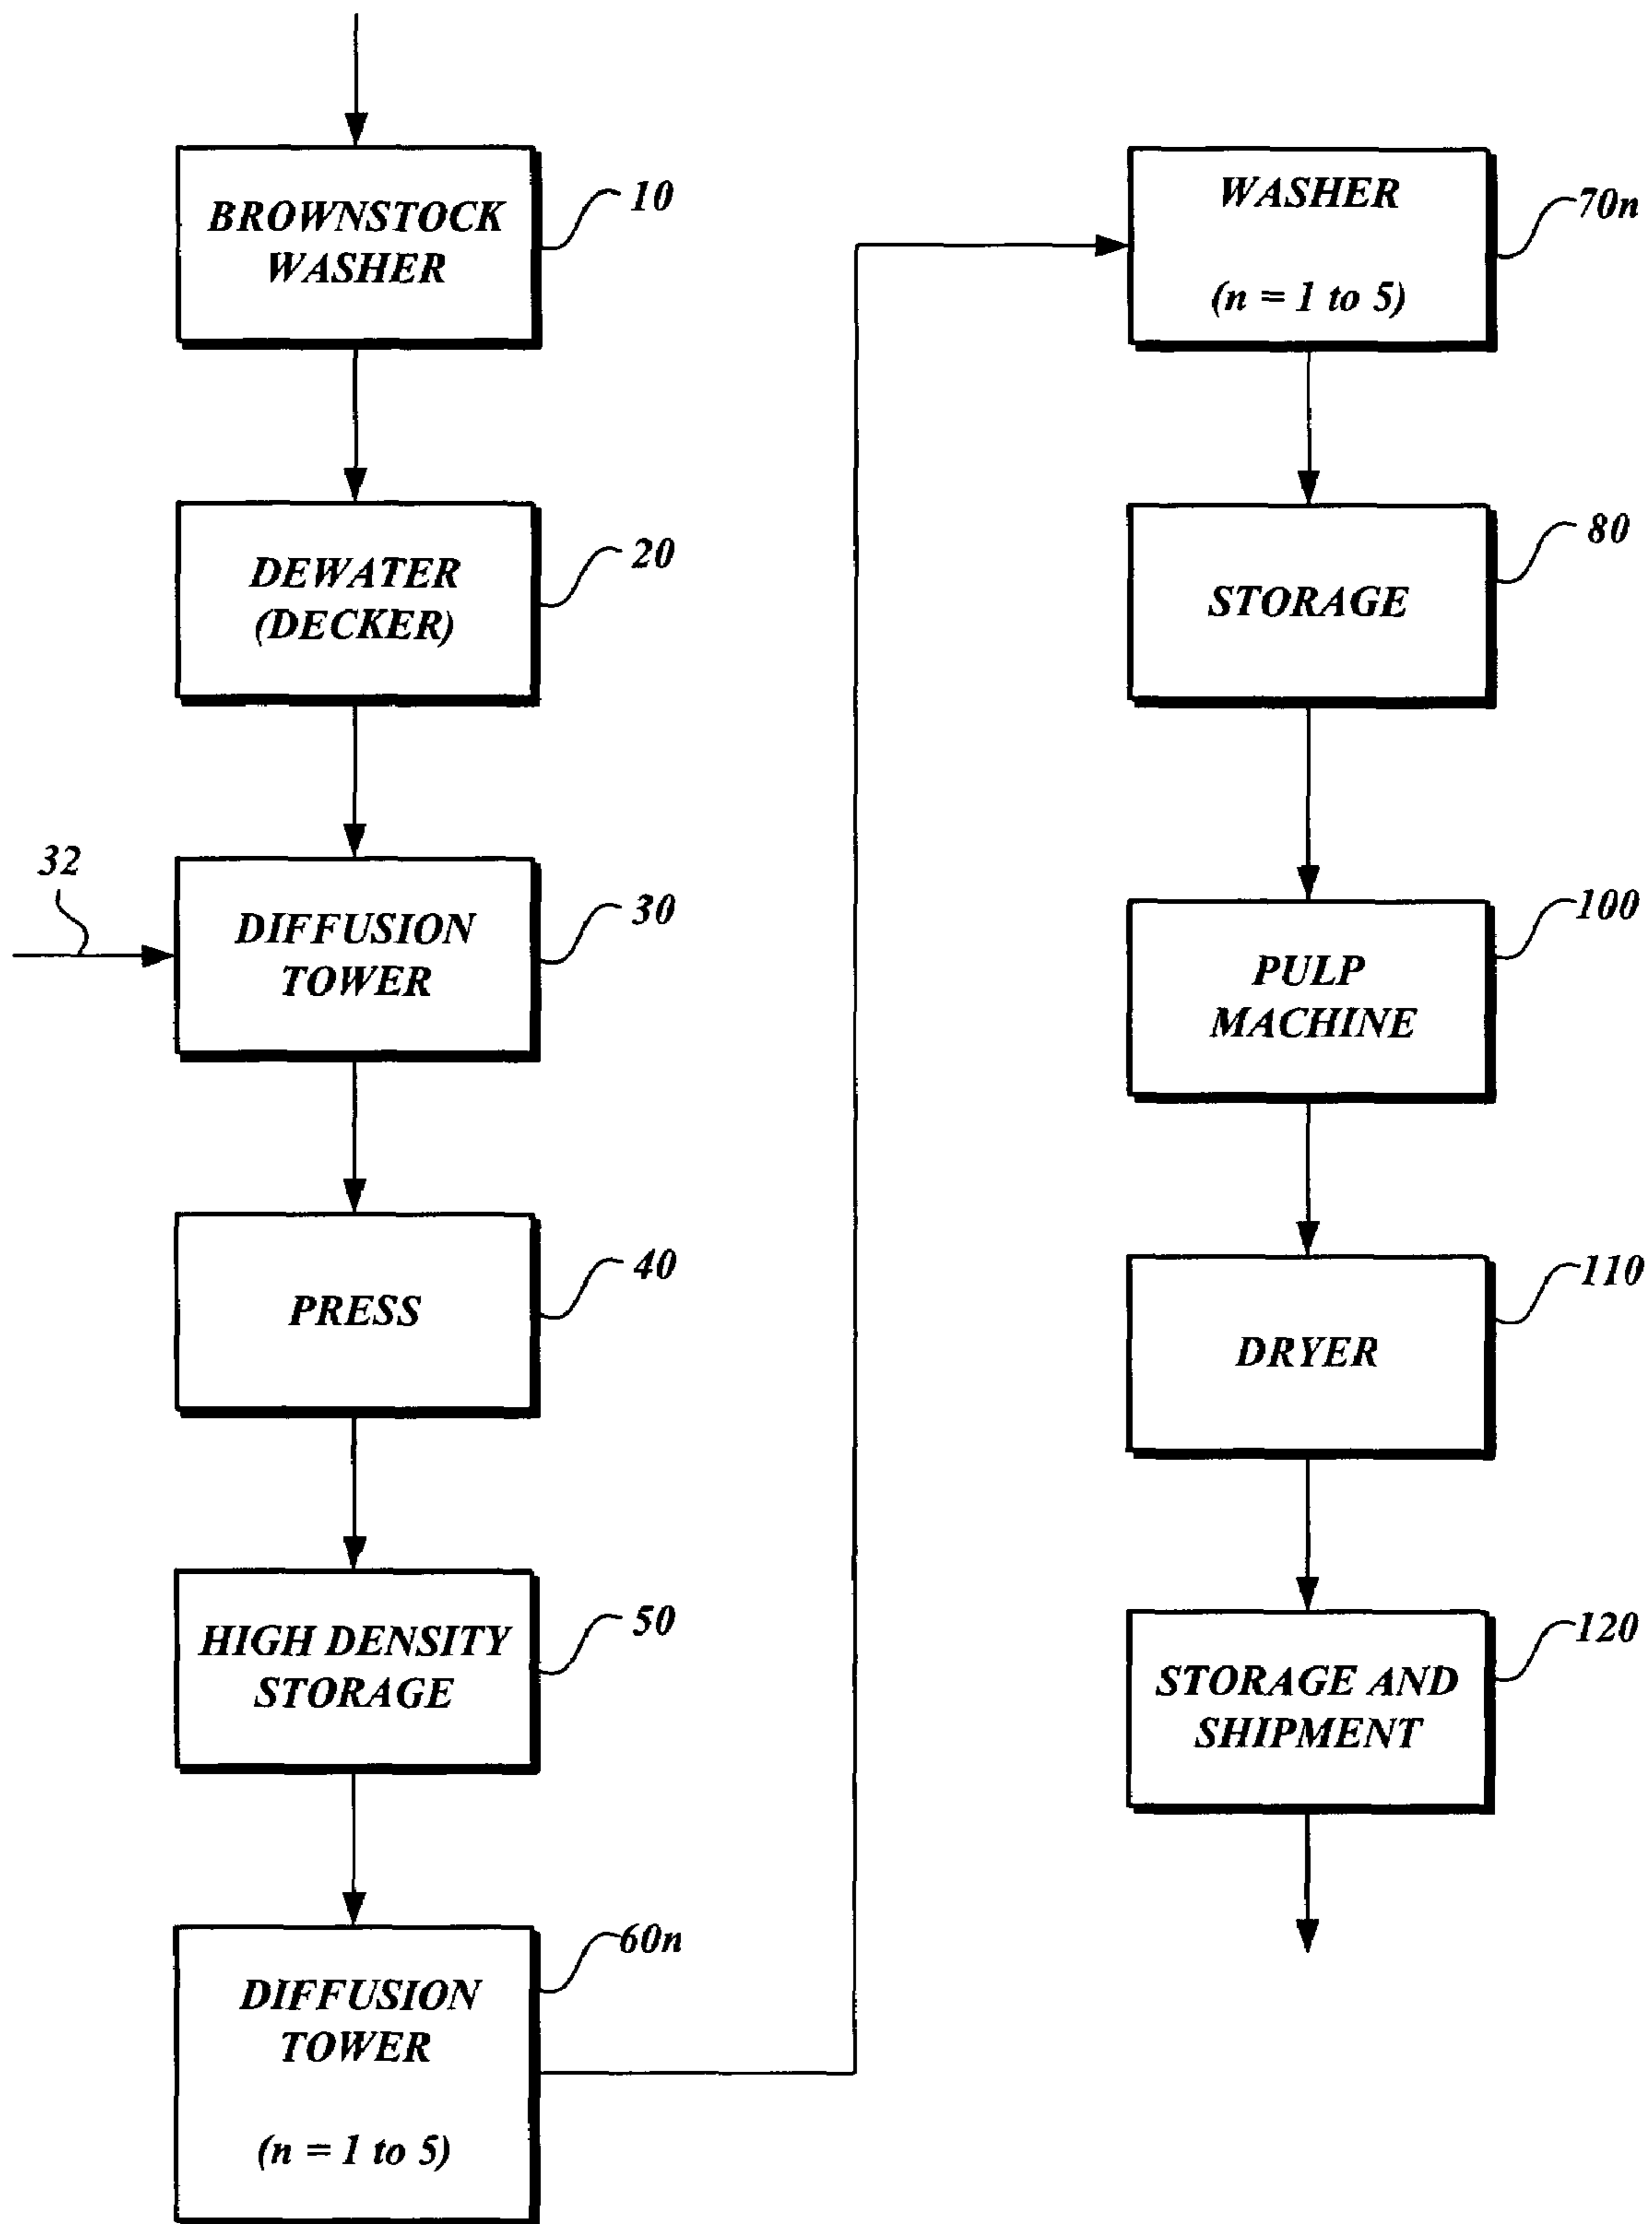 BROWNSTOCK
WASHER
10
DEWATER
(DECKER)
20
32
DIFFUSION
TOWER
30
PRESS
40
HIGH DENSITY
STORAGE
50
DIFFUSION
TOWER
(n = 1 to 5)
60n
WASHER
(n = 1 to 5)
70n
STORAGE
80
PULP
MACHINE
100
DRYER
110
STORAGE AND
SHIPMENT
120